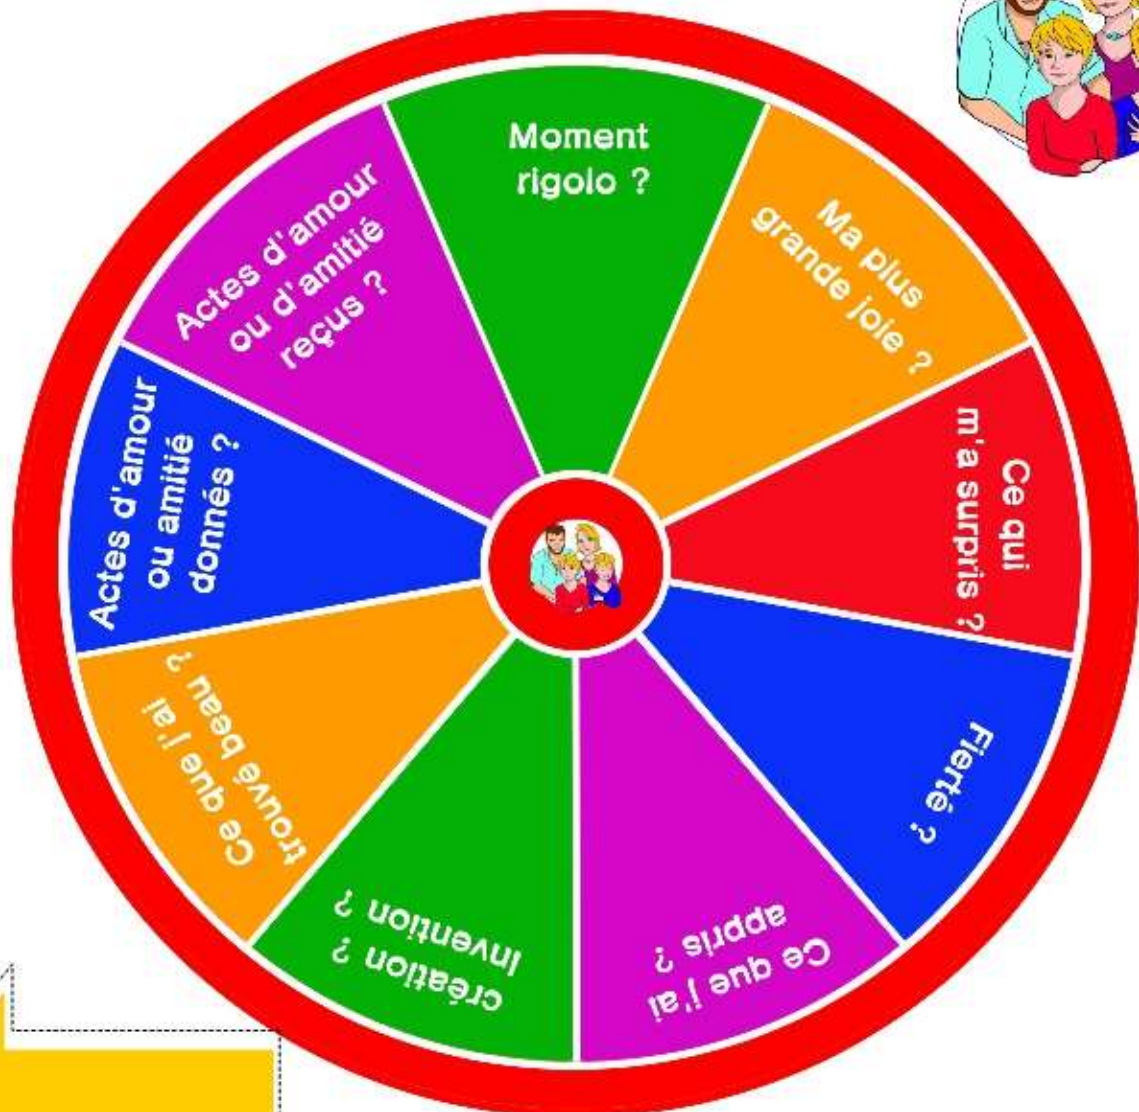 Moment
rigolo ?
Ma plus
grande joie ?
Ce qui
m'a surpris ?
Fierté ?
Ce que j'ai
appris ?
création ?
Invention ?
Ce que j'ai
trouvé beau ?
Actes d'amour
ou amitié
donnés ?
Actes d'amour
ou d'amitié
reçus ?